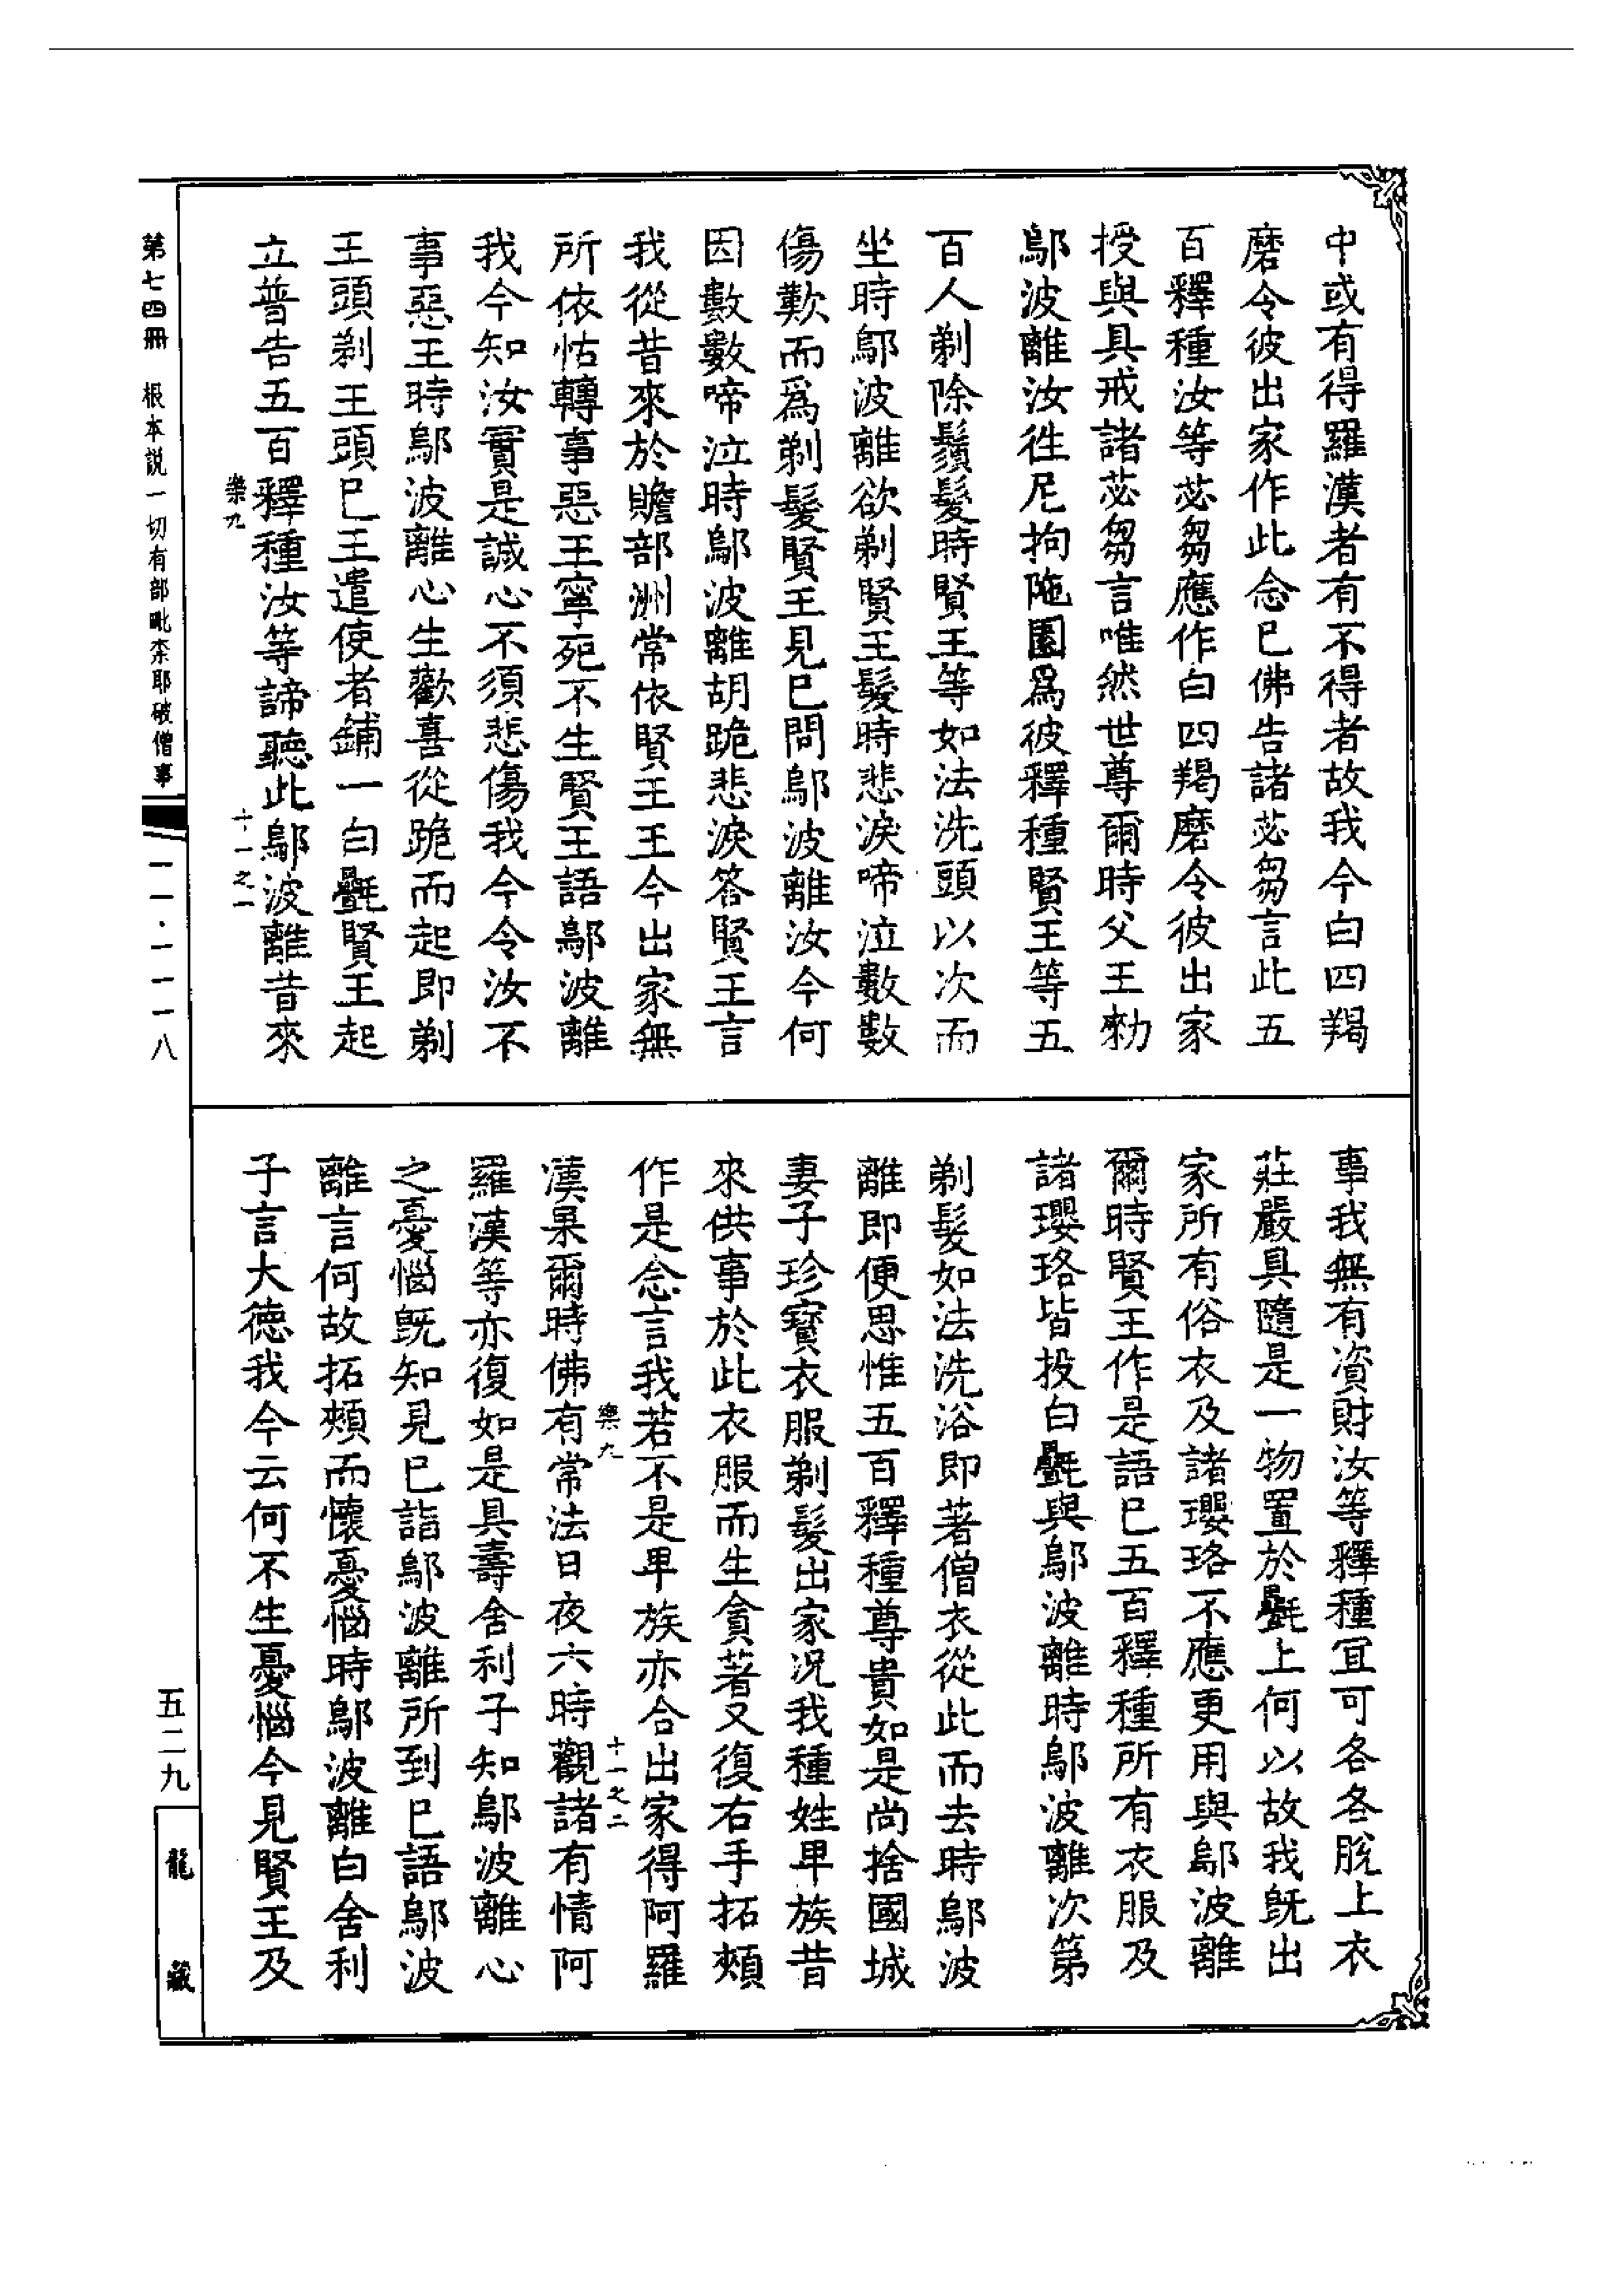 中或有得羅漢者有不得者故我今白四羯
磨令彼出家作此念已佛告諸苾芻言此五
百釋種汝等苾芻應作白四羯磨令彼出家
授與具戒諸苾芻言唯然世尊爾時父王勑
鄔波離汝徃尼拘陁園爲彼釋種賢王等五
百人剃除鬚髮時賢王等如法洗頭以次而
坐時鄔波離欲剃賢王髮時悲淚啼泣數數
傷歎而爲剃髮賢王見已問鄔波離汝今何
因數數啼泣時鄔波離胡跪悲淚答賢王言
我從昔來於贍部洲常依賢王王今出家無
所依怙轉事惡王寧死不生賢王語鄔波離
我今知汝實是誠心不須悲傷我今令汝不
事惡王時鄔波離心生歡喜從跪而起即剃
王頭剃王頭已王遣使者鋪一白㲲賢王起
立普告五百釋種汝等諦聽此鄔波離昔來
樂九
十一之一
事我無有資財汝等釋種宜可各各脫上衣
莊嚴具隨是一物置於㲲上何以故我旣出
家所有俗衣及諸瓔珞不應更用與鄔波離
爾時賢王作是語已五百釋種所有衣服及
諸瓔珞皆投白㲲與鄔波離時鄔波離次第
剃髮如法洗浴即著僧衣從此而去時鄔波
離即便思惟五百釋種尊貴如是尚捨國城
妻子珍寶衣服剃髮出家况我種姓卑族昔
來供事於此衣服而生貪著又復右手拓頰
作是念言我若不是卑族亦合出家得阿羅
樂九
十一之二
漢果爾時佛有常法日夜六時觀諸有情阿
羅漢等亦復如是具壽舍利子知鄔波離心
之憂惱旣知見已詣鄔波離所到已語鄔波
離言何故拓頰而懷憂惱時鄔波離白舍利
子言大德我今云何不生憂惱今見賢王及
第七四冊 根本説一切有部毗柰耶破僧事
一一·一一一八
五二九
龍藏